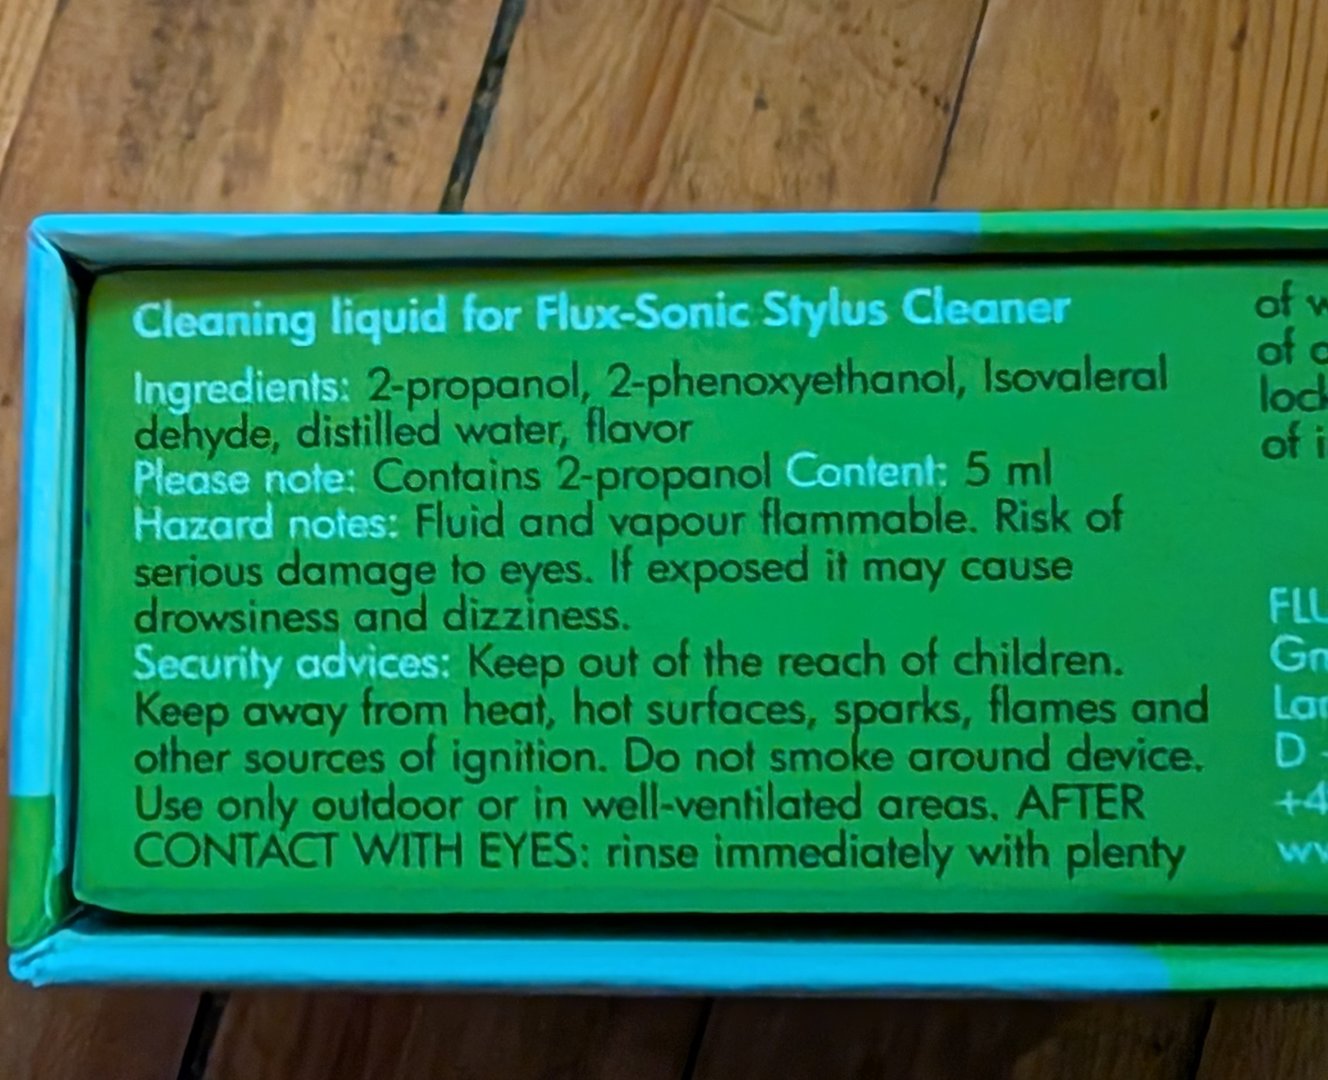 Cleaning liquid for Flux-Sonic Stylus Cleaner
Ingredients: 2-propanol, 2-phenoxyethanol, Isovaleral
dehyde, distilled water, flavor
Please note: Contains 2-propanol Content: 5 ml
Hazard notes: Fluid and vapour flammable. Risk of
serious damage to eyes. If exposed it may cause
drowsiness and dizziness.
Security advices: Keep out of the reach of children.
Keep away from heat, hot surfaces, sparks, flames and
other sources of ignition. Do not smoke around device.
Use only outdoor or in well-ventilated areas. AFTER
CONTACT WITH EYES: rinse immediately with plenty
of
of
of
D -